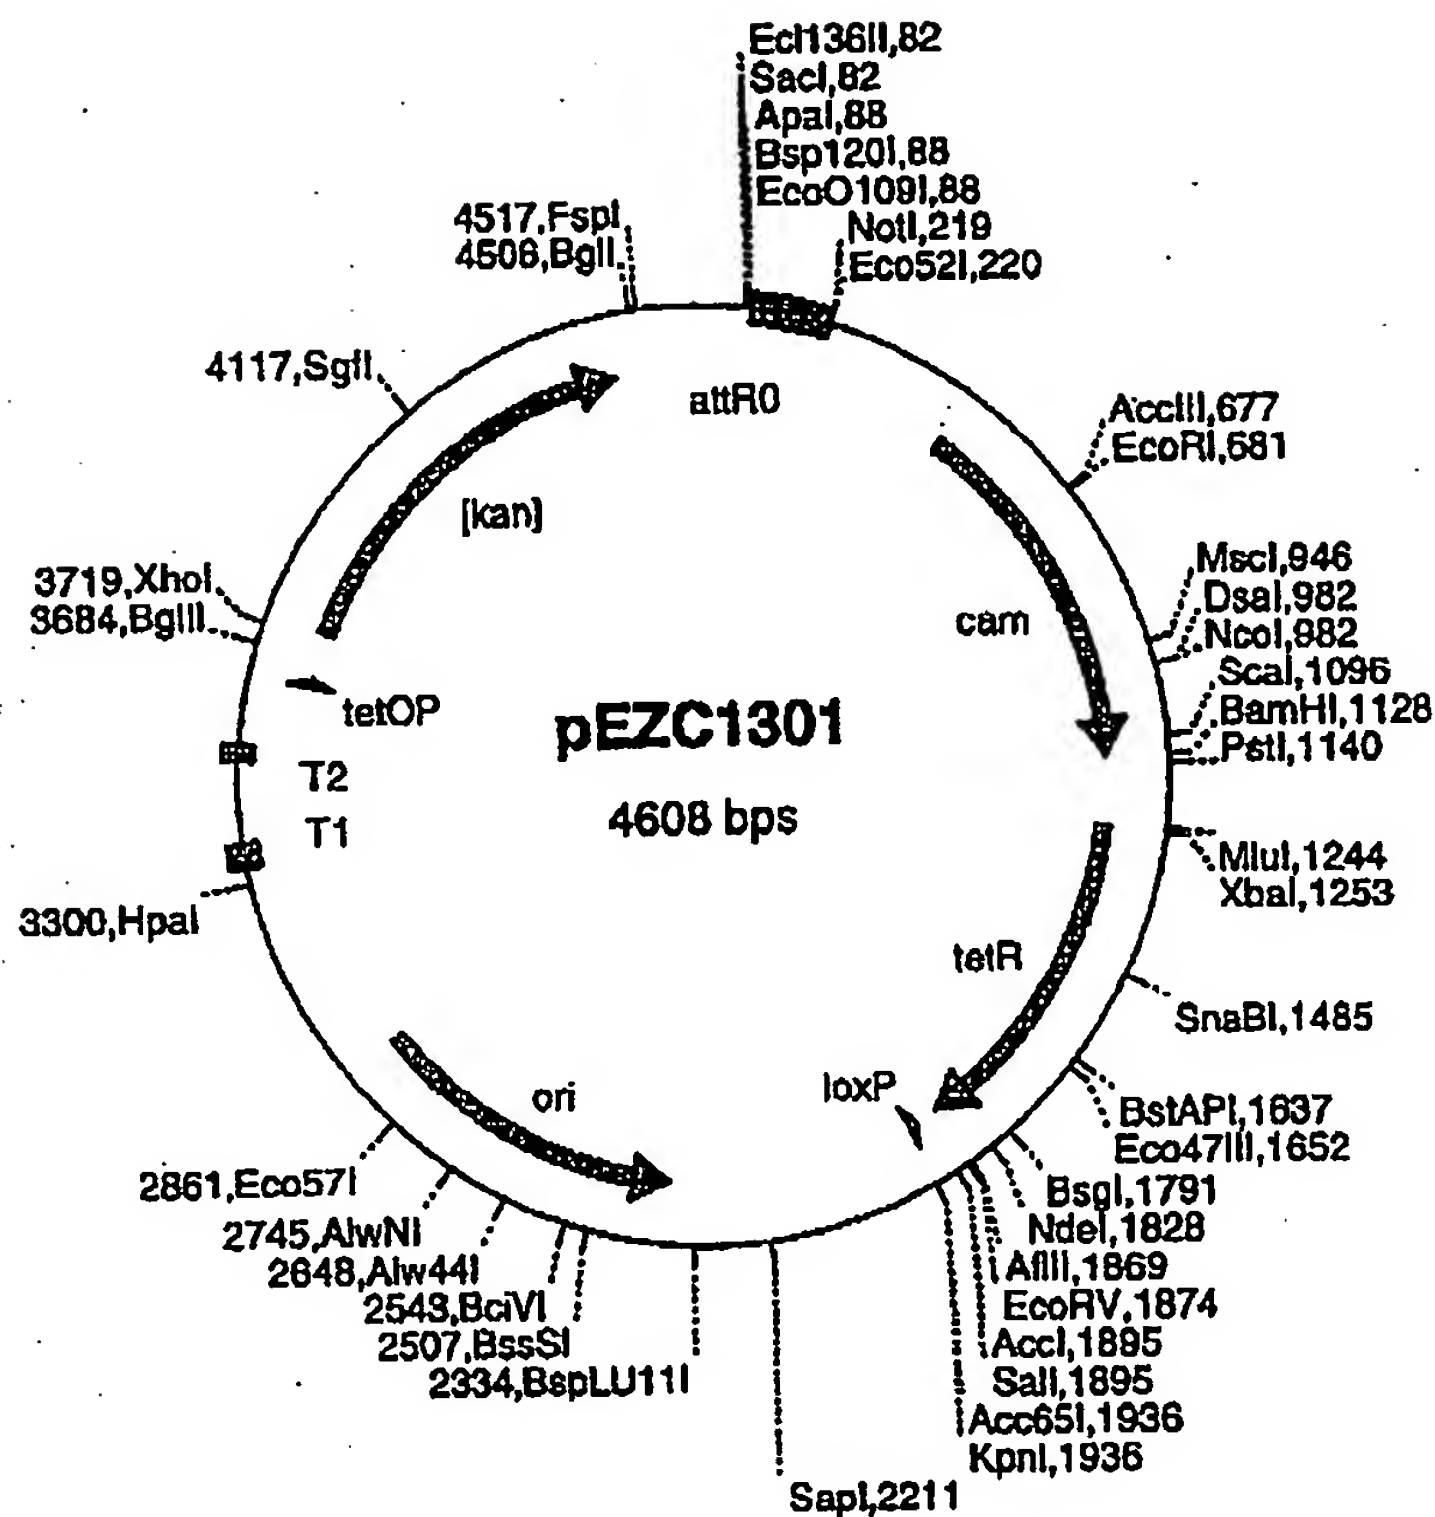 Ecl136II,82
SacI,82
ApaI,88
Bsp120I,88
EcoO109I,88
NotI,219
Eco52I,220
4517,FspI
4506,BglI
4117,SgfI
attR0
AccIII,677
EcoRI,681
[kan]
cam
MscI,946
DsaI,982
NcoI,982
ScaI,1096
BamHI,1128
PstI,1140
3719,XhoI
3684,BglII
tetOP
pEZC1301
4608 bps
T2
T1
MluI,1244
XbaI,1253
3300,HpaI
tetR
SnaBI,1485
loxP
ori
BstAPI,1637
Eco47III,1652
BsgI,1791
NdeI,1828
AflII,1869
EcoRV,1874
AccI,1895
SalI,1895
Acc65I,1936
KpnI,1936
2861,Eco57I
2745,AlwNI
2648,Alw44I
2543,BciVI
2507,BssSI
2334,BspLU11I
SapI,2211